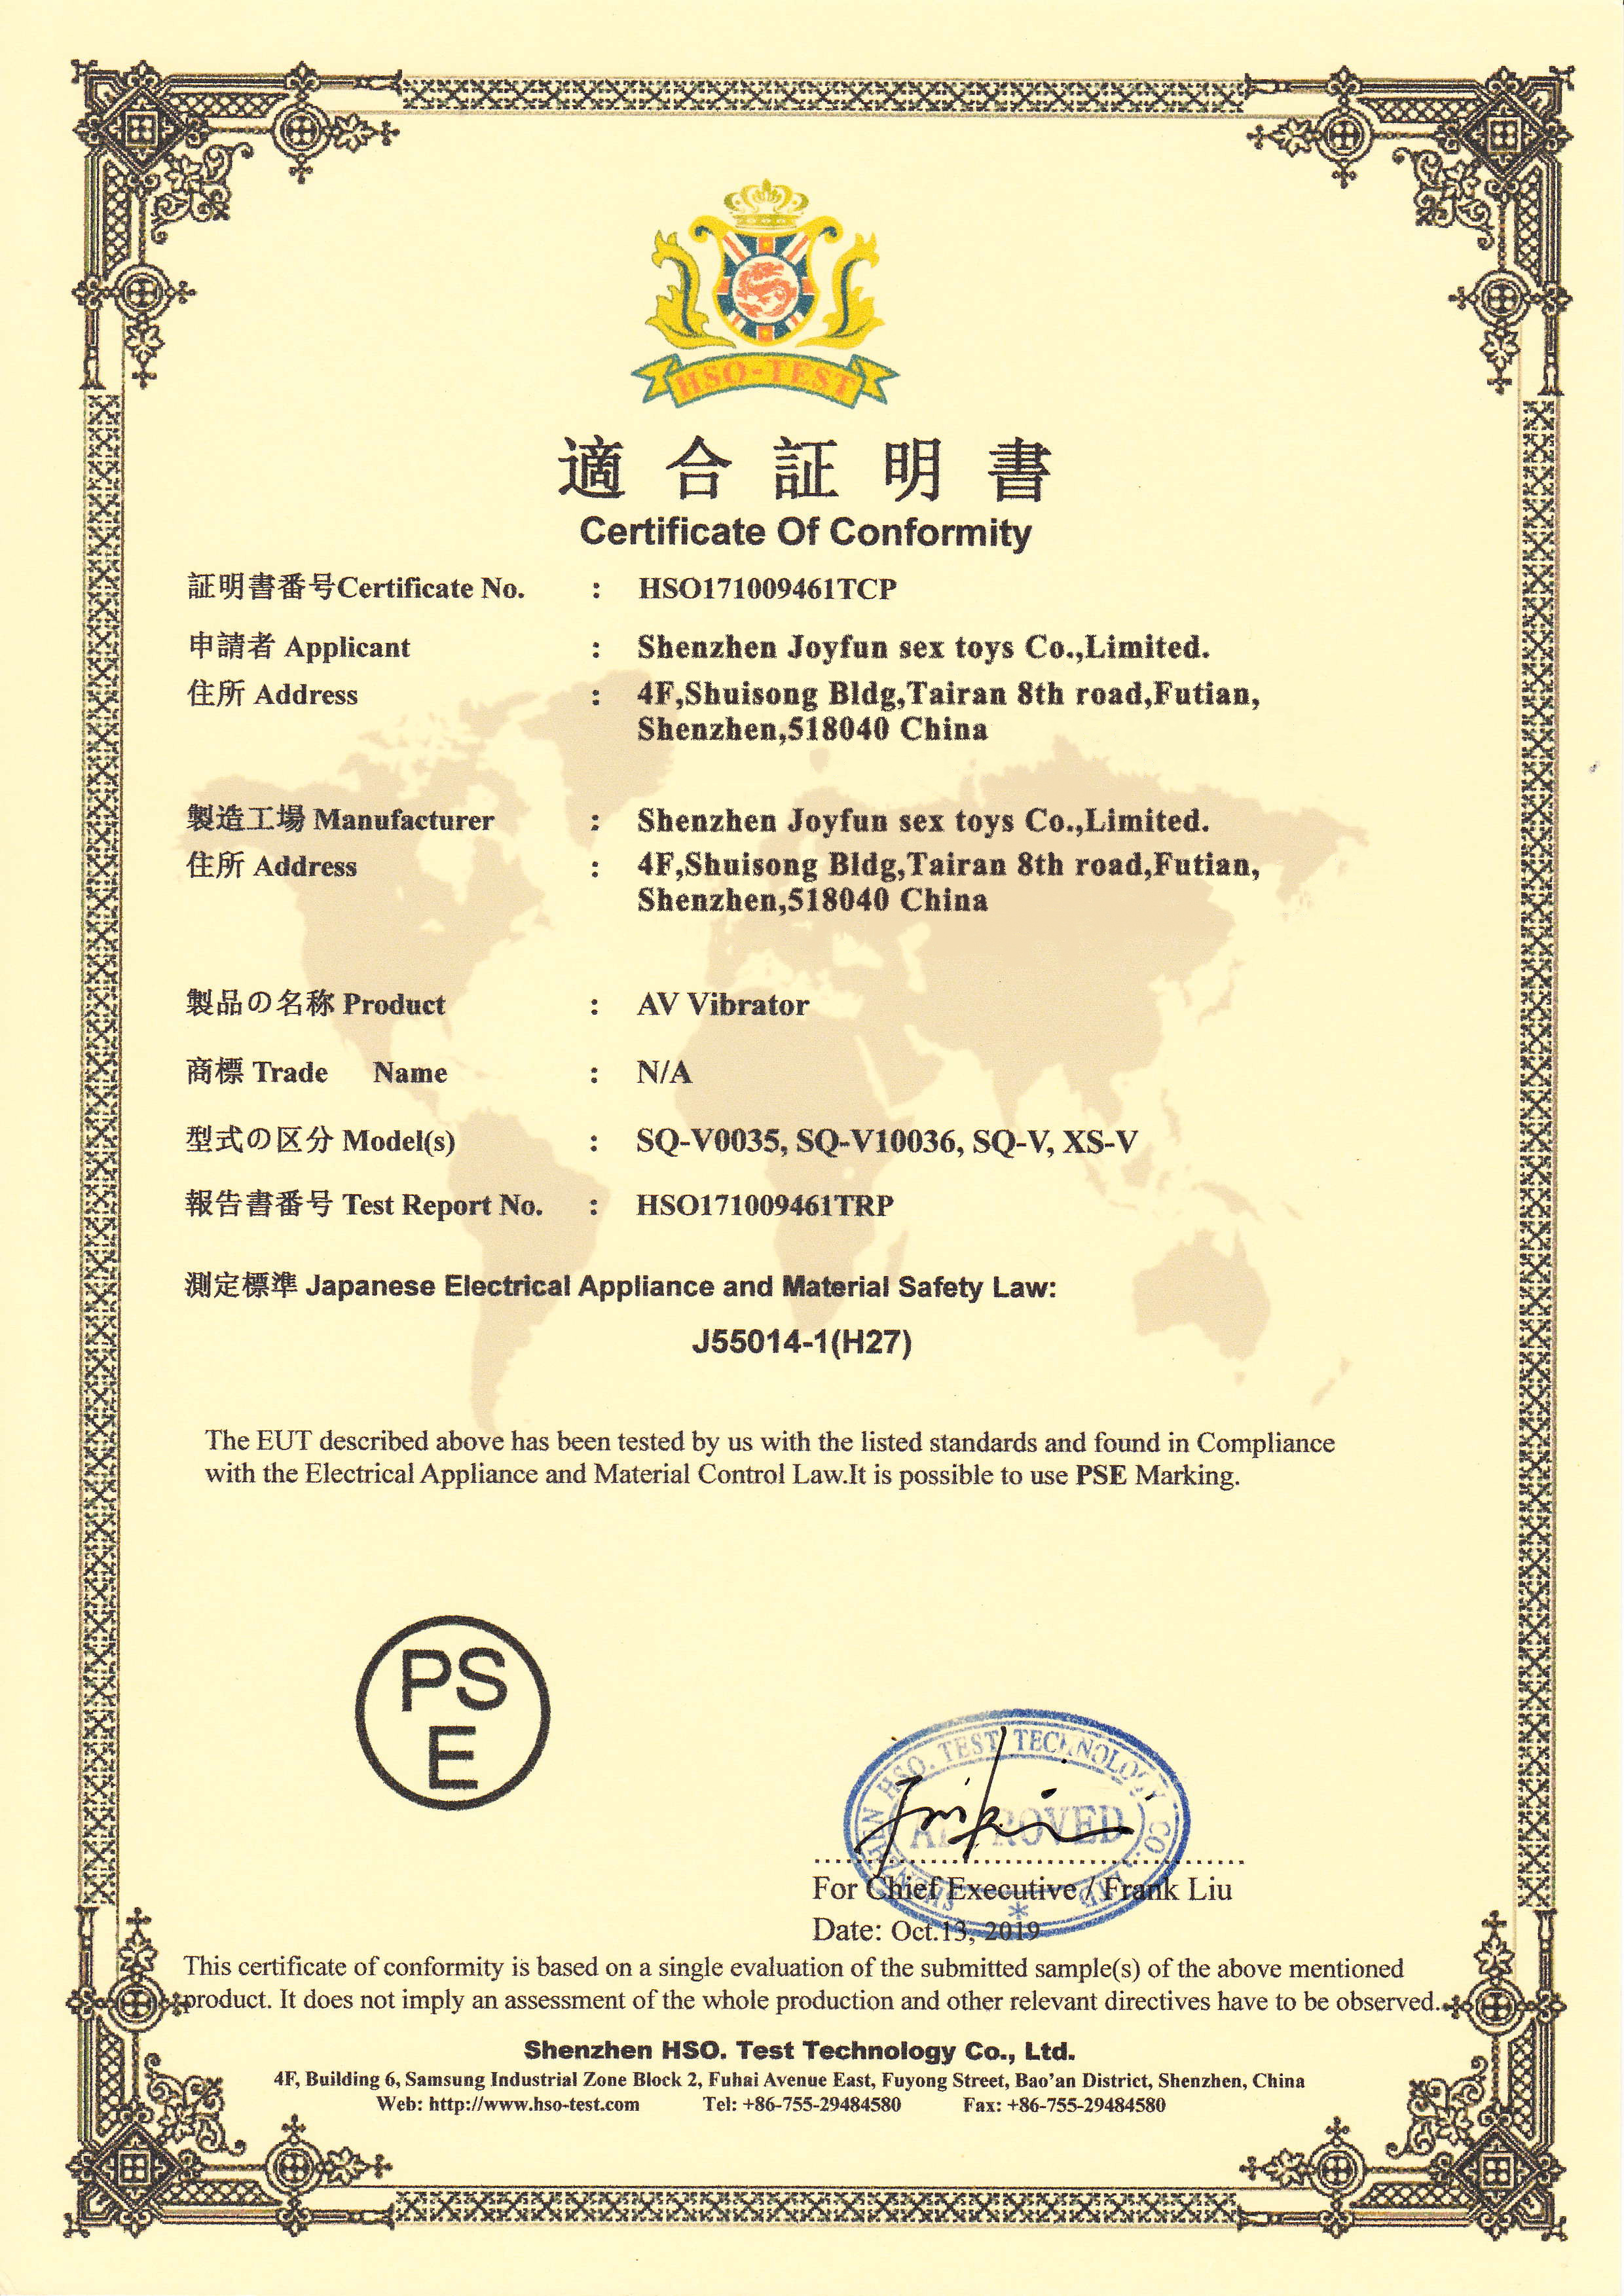 HSO-TEST
適合証明書
Certificate Of Conformity
証明書番号Certificate No. : HSO171009461TCP
申請者 Applicant : Shenzhen Joyfun sex toys Co.,Limited.
住所 Address : 4F,Shuisong Bldg,Tairan 8th road,Futian,
Shenzhen,518040 China
製造工場 Manufacturer : Shenzhen Joyfun sex toys Co.,Limited.
住所 Address : 4F,Shuisong Bldg,Tairan 8th road,Futian,
Shenzhen,518040 China
製品の名称 Product : AV Vibrator
商標 Trade Name : N/A
型式の区分 Model(s) : SQ-V0035, SQ-V10036, SQ-V, XS-V
報告書番号 Test Report No. : HSO171009461TRP
測定標準 Japanese Electrical Appliance and Material Safety Law:
J55014-1(H27)
The EUT described above has been tested by us with the listed standards and found in Compliance
with the Electrical Appliance and Material Control Law.It is possible to use PSE Marking.
PS
E
SHENZHEN HSO. TEST TECHNOLOGY CO., LTD
APPROVED
For Chief Executive / Frank Liu
Date: Oct.13, 2019
This certificate of conformity is based on a single evaluation of the submitted sample(s) of the above mentioned
product. It does not imply an assessment of the whole production and other relevant directives have to be observed.
Shenzhen HSO. Test Technology Co., Ltd.
4F, Building 6, Samsung Industrial Zone Block 2, Fuhai Avenue East, Fuyong Street, Bao'an District, Shenzhen, China
Web: http://www.hso-test.com Tel: +86-755-29484580 Fax: +86-755-29484580